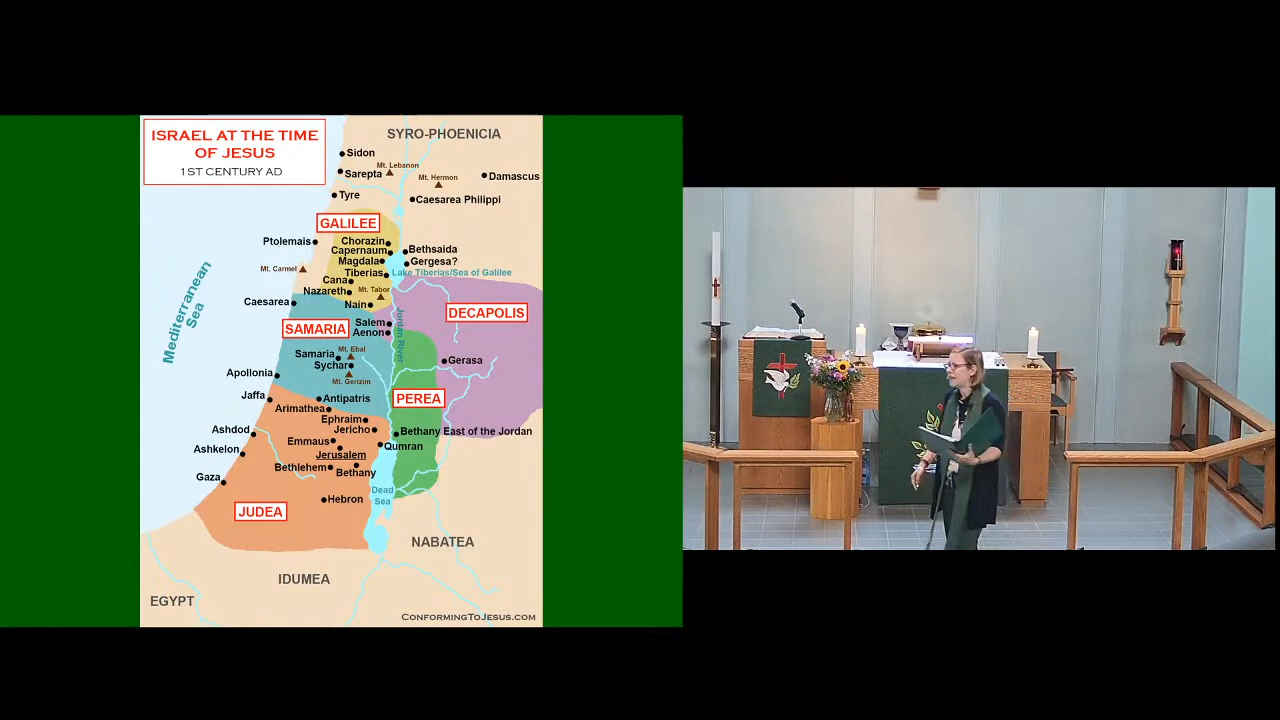 ISRAEL AT THE TIME
OF JESUS
1ST CENTURY AD
SYRO-PHOENICIA
Sidon
Mt. Lebanon
Sarepta
Mt. Hermon
Damascus
Tyre
Caesarea Philippi
GALILEE
Ptolemais
Chorazin
Capernaum
Bethsaida
Magdala
Gergesa?
Mt. Carmel
Tiberias
Lake Tiberias/Sea of Galilee
Cana
Nazareth
Mt. Tabor
Caesarea
Nain
Mediterranean
Sea
DECAPOLIS
SAMARIA
Salem
Aenon
Jordan River
Mt. Ebal
Samaria
Sychar
Gerasa
Apollonia
Mt. Gerizim
Jaffa
Antipatris
PEREA
Arimathea
Ephraim
Ashdod
Jericho
Bethany East of the Jordan
Emmaus
Qumran
Ashkelon
Jerusalem
Bethlehem
Bethany
Gaza
Dead
Sea
Hebron
JUDEA
NABATEA
IDUMEA
EGYPT
CONFORMINGTOJESUS.COM